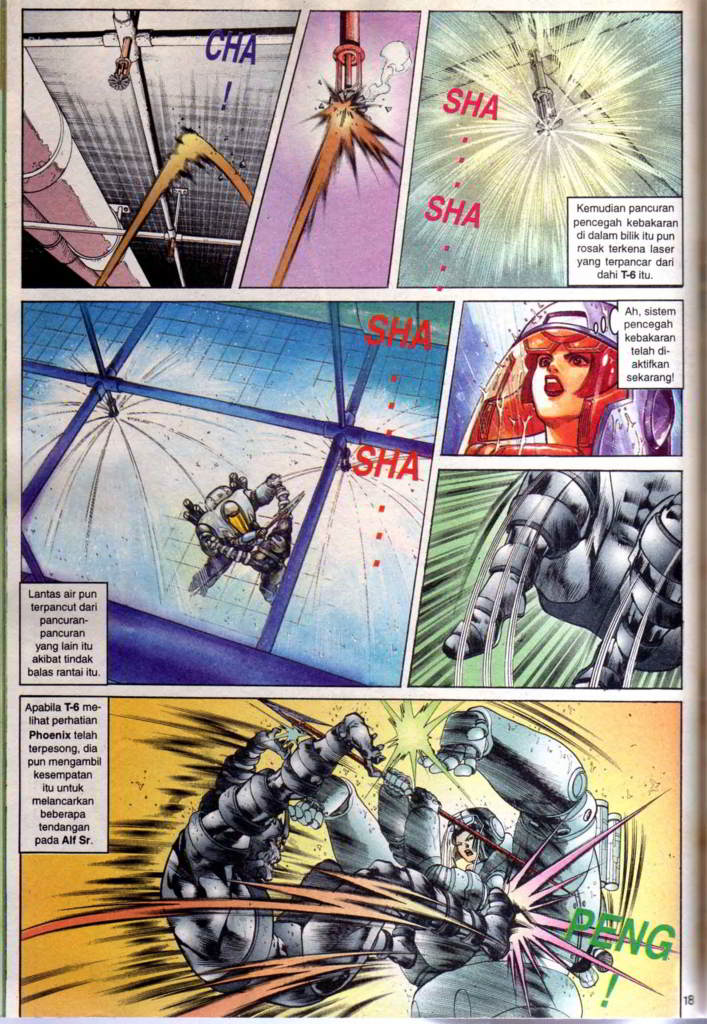 CHA
!
SHA
.
.
.
SHA
.
.
.
Kemudian pancuran
pencegah kebakaran
di dalam bilik itu pun
rosak terkena laser
yang terpancar dari
dahi T-6 itu.
SHA
.
.
.
SHA
.
.
.
Ah, sistem
pencegah
kebakaran
telah di-
aktifkan
sekarang!
Lantas air pun
terpancut dari
pancuran-
pancuran
yang lain itu
akibat tindak
balas rantai itu.
Apabila T-6 me-
lihat perhatian
Phoenix telah
terpesong, dia
pun mengambil
kesempatan
itu untuk
melancarkan
beberapa
tendangan
pada Alf Sr.
PENG
!
18